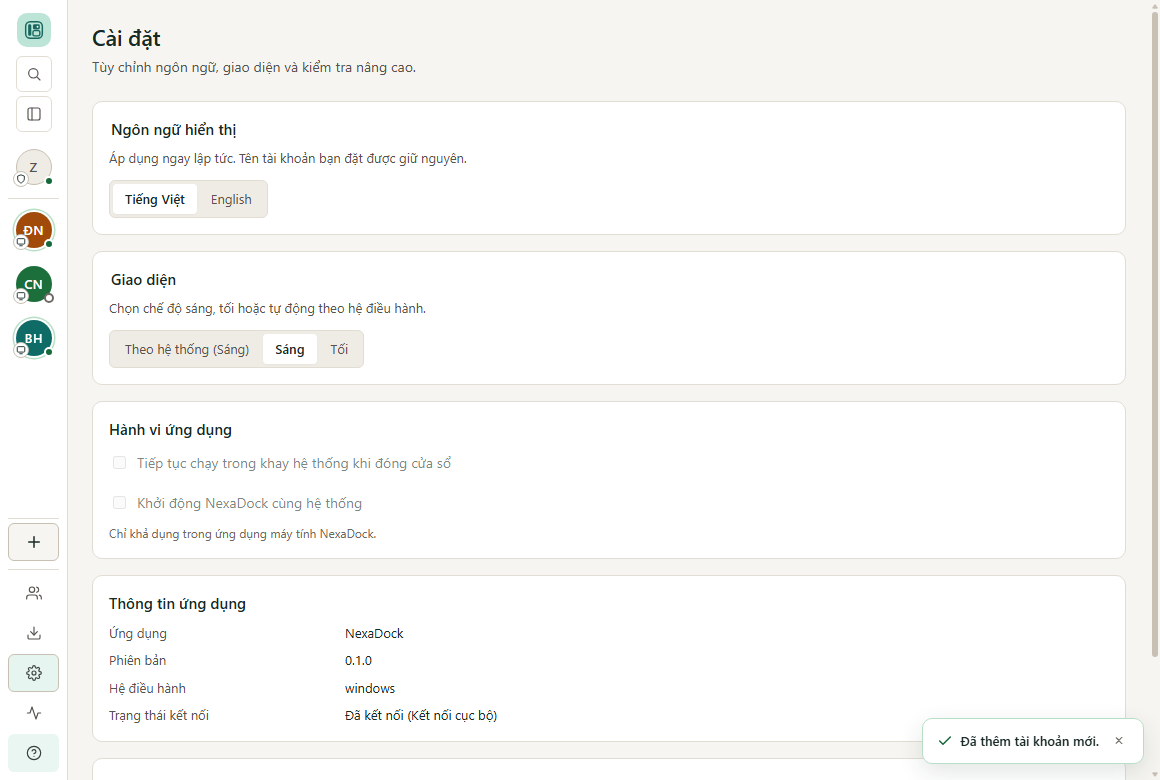 Cài đặt
Tùy chỉnh ngôn ngữ, giao diện và kiểm tra nâng cao.
Z
ĐN
CN
BH
Ngôn ngữ hiển thị
Áp dụng ngay lập tức. Tên tài khoản bạn đặt được giữ nguyên.
Tiếng Việt English
Giao diện
Chọn chế độ sáng, tối hoặc tự động theo hệ điều hành.
Theo hệ thống (Sáng) Sáng Tối
Hành vi ứng dụng
Tiếp tục chạy trong khay hệ thống khi đóng cửa sổ
Khởi động NexaDock cùng hệ thống
Chỉ khả dụng trong ứng dụng máy tính NexaDock.
Thông tin ứng dụng
Ứng dụng NexaDock
Phiên bản 0.1.0
Hệ điều hành windows
Trạng thái kết nối Đã kết nối (Kết nối cục bộ)
Đã thêm tài khoản mới.